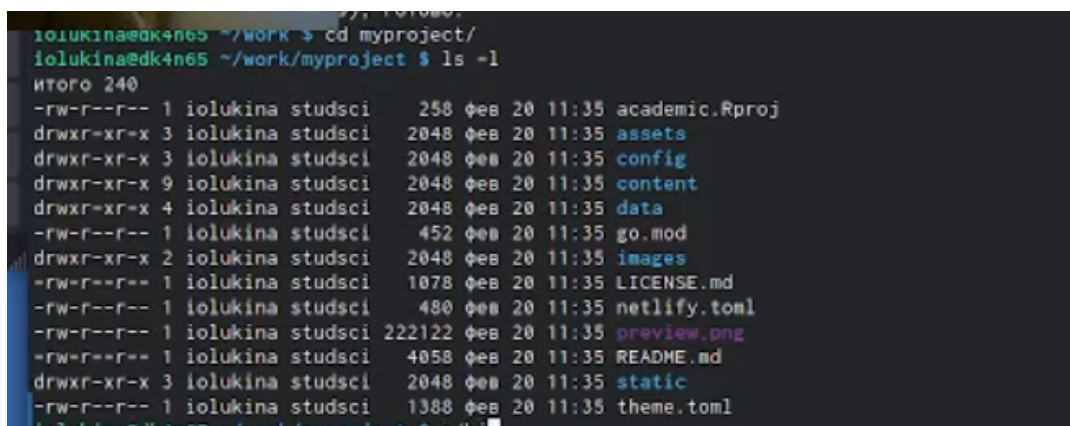 готово.
iolukina@dk4n65 ~/work $ cd myproject/
iolukina@dk4n65 ~/work/myproject $ ls -l
итого 240
-rw-r--r-- 1 iolukina studsci 258 фев 20 11:35 academic.Rproj
drwxr-xr-x 3 iolukina studsci 2048 фев 20 11:35 assets
drwxr-xr-x 3 iolukina studsci 2048 фев 20 11:35 config
drwxr-xr-x 9 iolukina studsci 2048 фев 20 11:35 content
drwxr-xr-x 4 iolukina studsci 2048 фев 20 11:35 data
-rw-r--r-- 1 iolukina studsci 452 фев 20 11:35 go.mod
drwxr-xr-x 2 iolukina studsci 2048 фев 20 11:35 images
-rw-r--r-- 1 iolukina studsci 1078 фев 20 11:35 LICENSE.md
-rw-r--r-- 1 iolukina studsci 480 фев 20 11:35 netlify.toml
-rw-r--r-- 1 iolukina studsci 222122 фев 20 11:35 preview.png
-rw-r--r-- 1 iolukina studsci 4058 фев 20 11:35 README.md
drwxr-xr-x 3 iolukina studsci 2048 фев 20 11:35 static
-rw-r--r-- 1 iolukina studsci 1388 фев 20 11:35 theme.toml